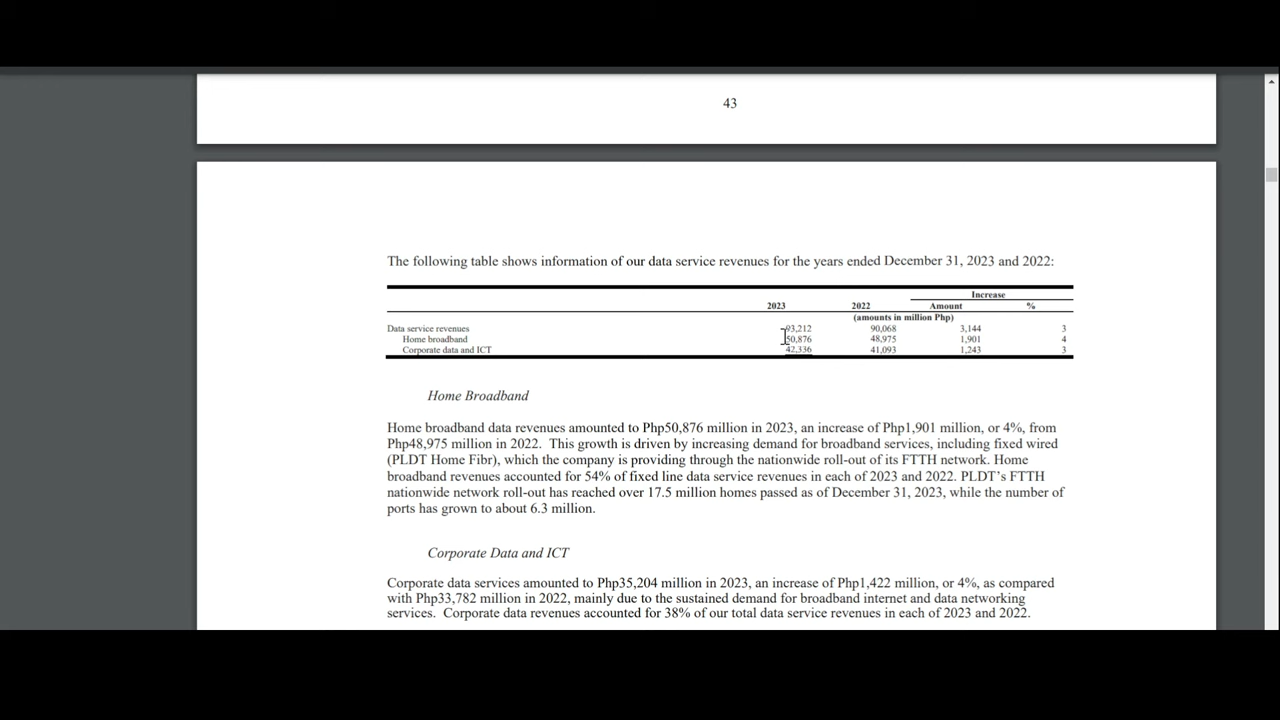 43
The following table shows information of our data service revenues for the years ended December 31, 2023 and 2022:
Increase
2023 2022 Amount %
(amounts in million Php)
Data service revenues 93,212 90,068 3,144 3
Home broadband 50,876 48,975 1,901 4
Corporate data and ICT 42,336 41,093 1,243 3
Home Broadband
Home broadband data revenues amounted to Php50,876 million in 2023, an increase of Php1,901 million, or 4%, from
Php48,975 million in 2022.  This growth is driven by increasing demand for broadband services, including fixed wired
(PLDT Home Fibr), which the company is providing through the nationwide roll-out of its FTTH network. Home
broadband revenues accounted for 54% of fixed line data service revenues in each of 2023 and 2022. PLDT’s FTTH
nationwide network roll-out has reached over 17.5 million homes passed as of December 31, 2023, while the number of
ports has grown to about 6.3 million.
Corporate Data and ICT
Corporate data services amounted to Php35,204 million in 2023, an increase of Php1,422 million, or 4%, as compared
with Php33,782 million in 2022, mainly due to the sustained demand for broadband internet and data networking
services.  Corporate data revenues accounted for 38% of our total data service revenues in each of 2023 and 2022.